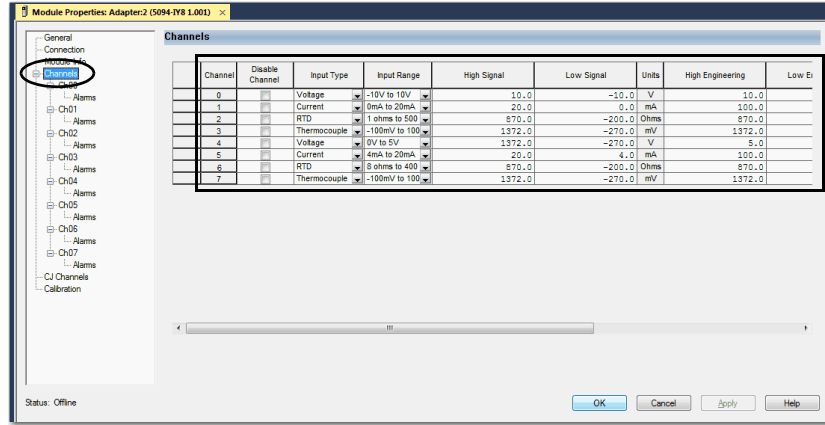 Module Properties: Adapter:2 (5094-IY8 1.001) ×
General
Connection
Module Info
Channels
Ch00
Alarms
Ch01
Alarms
Ch02
Alarms
Ch03
Alarms
Ch04
Alarms
Ch05
Alarms
Ch06
Alarms
Ch07
Alarms
CJ Channels
Calibration
Channels
Channel Disable Channel Input Type Input Range High Signal Low Signal Units High Engineering Low En
0 Voltage -10V to 10V 10.0 -10.0 V 10.0
1 Current 0mA to 20mA 20.0 0.0 mA 100.0
2 RTD 1 ohms to 500 870.0 -200.0 Ohms 870.0
3 Thermocouple -100mV to 100 1372.0 -270.0 mV 1372.0
4 Voltage 0V to 5V 1372.0 -270.0 V 5.0
5 Current 4mA to 20mA 20.0 4.0 mA 100.0
6 RTD 8 ohms to 400 870.0 -200.0 Ohms 870.0
7 Thermocouple -100mV to 100 1372.0 -270.0 mV 1372.0
Status: Offline
OK Cancel Apply Help